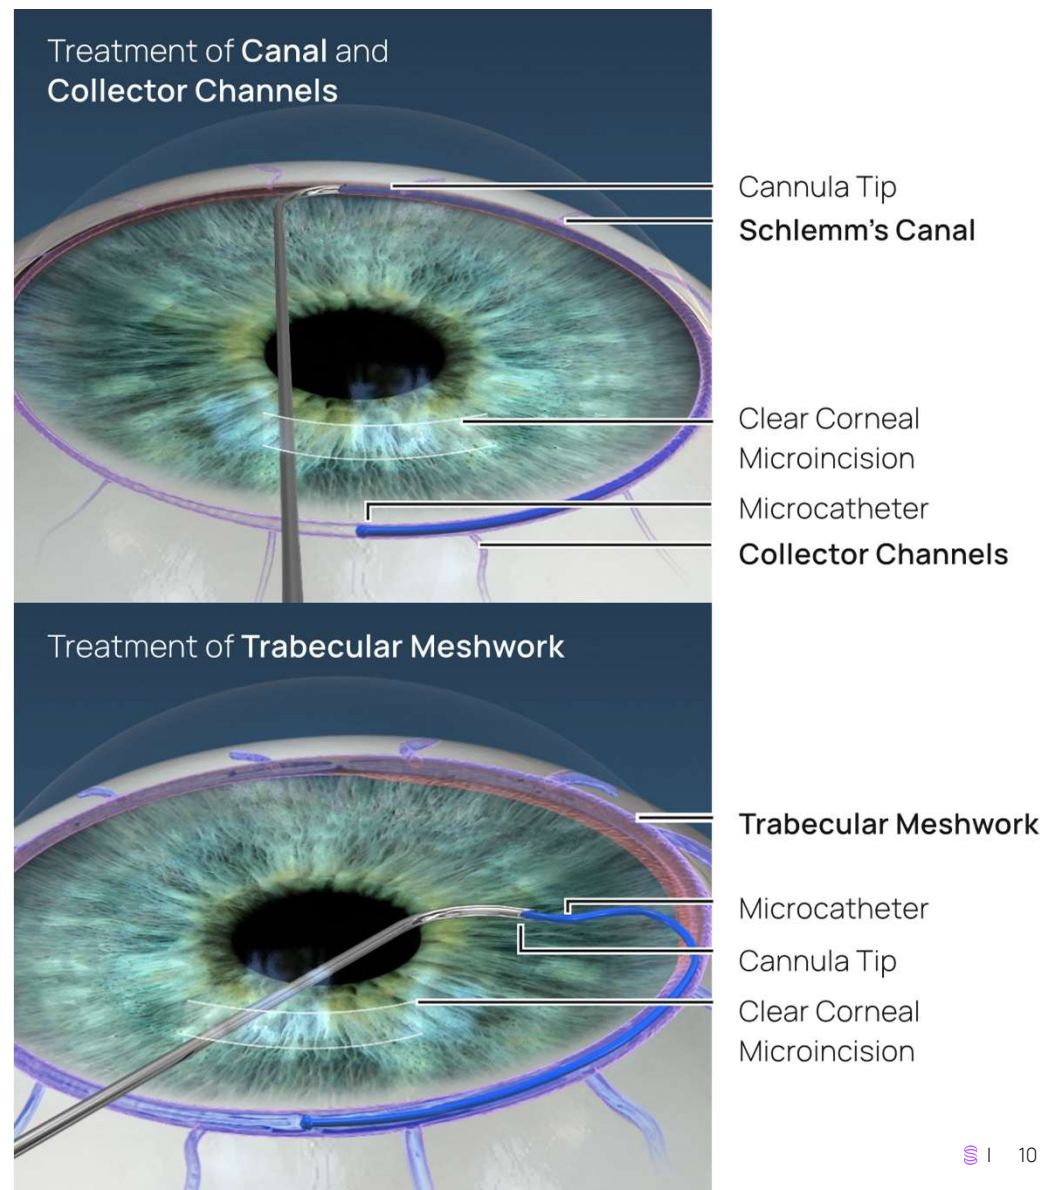 Treatment of Canal and
Collector Channels
Cannula Tip
Schlemm's Canal
Clear Corneal
Microincision
Microcatheter
Collector Channels
Treatment of Trabecular Meshwork
Trabecular Meshwork
Microcatheter
Cannula Tip
Clear Corneal
Microincision
| 10